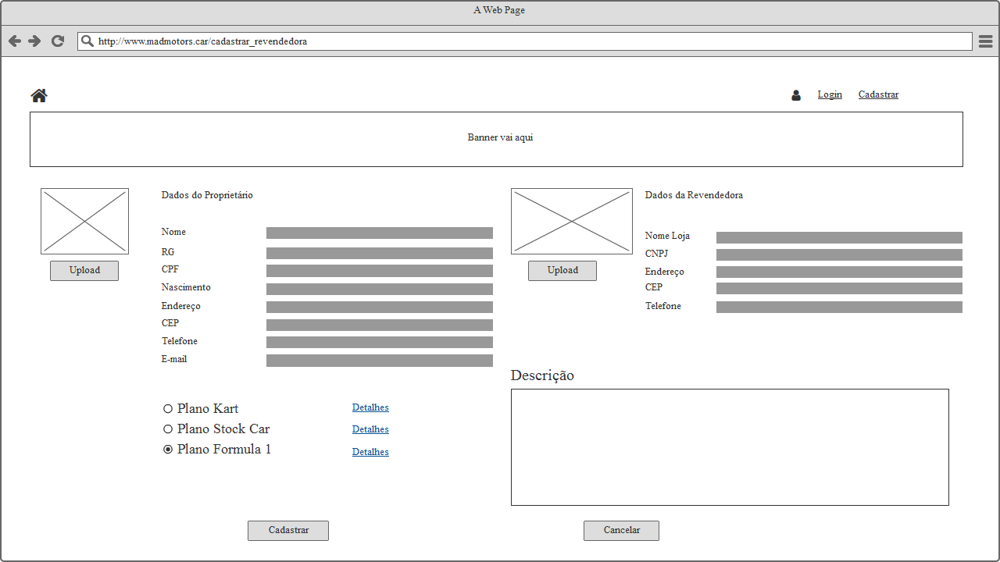 A Web Page
http://www.madmotors.car/cadastrar_revendedora
Login Cadastrar
Banner vai aqui
Dados do Proprietário
Nome
RG
CPF
Nascimento
Endereço
CEP
Telefone
E-mail
Upload
Dados da Revendedora
Nome Loja
CNPJ
Endereço
CEP
Telefone
Upload
Descrição
Plano Kart Detalhes
Plano Stock Car Detalhes
Plano Formula 1 Detalhes
Cadastrar Cancelar